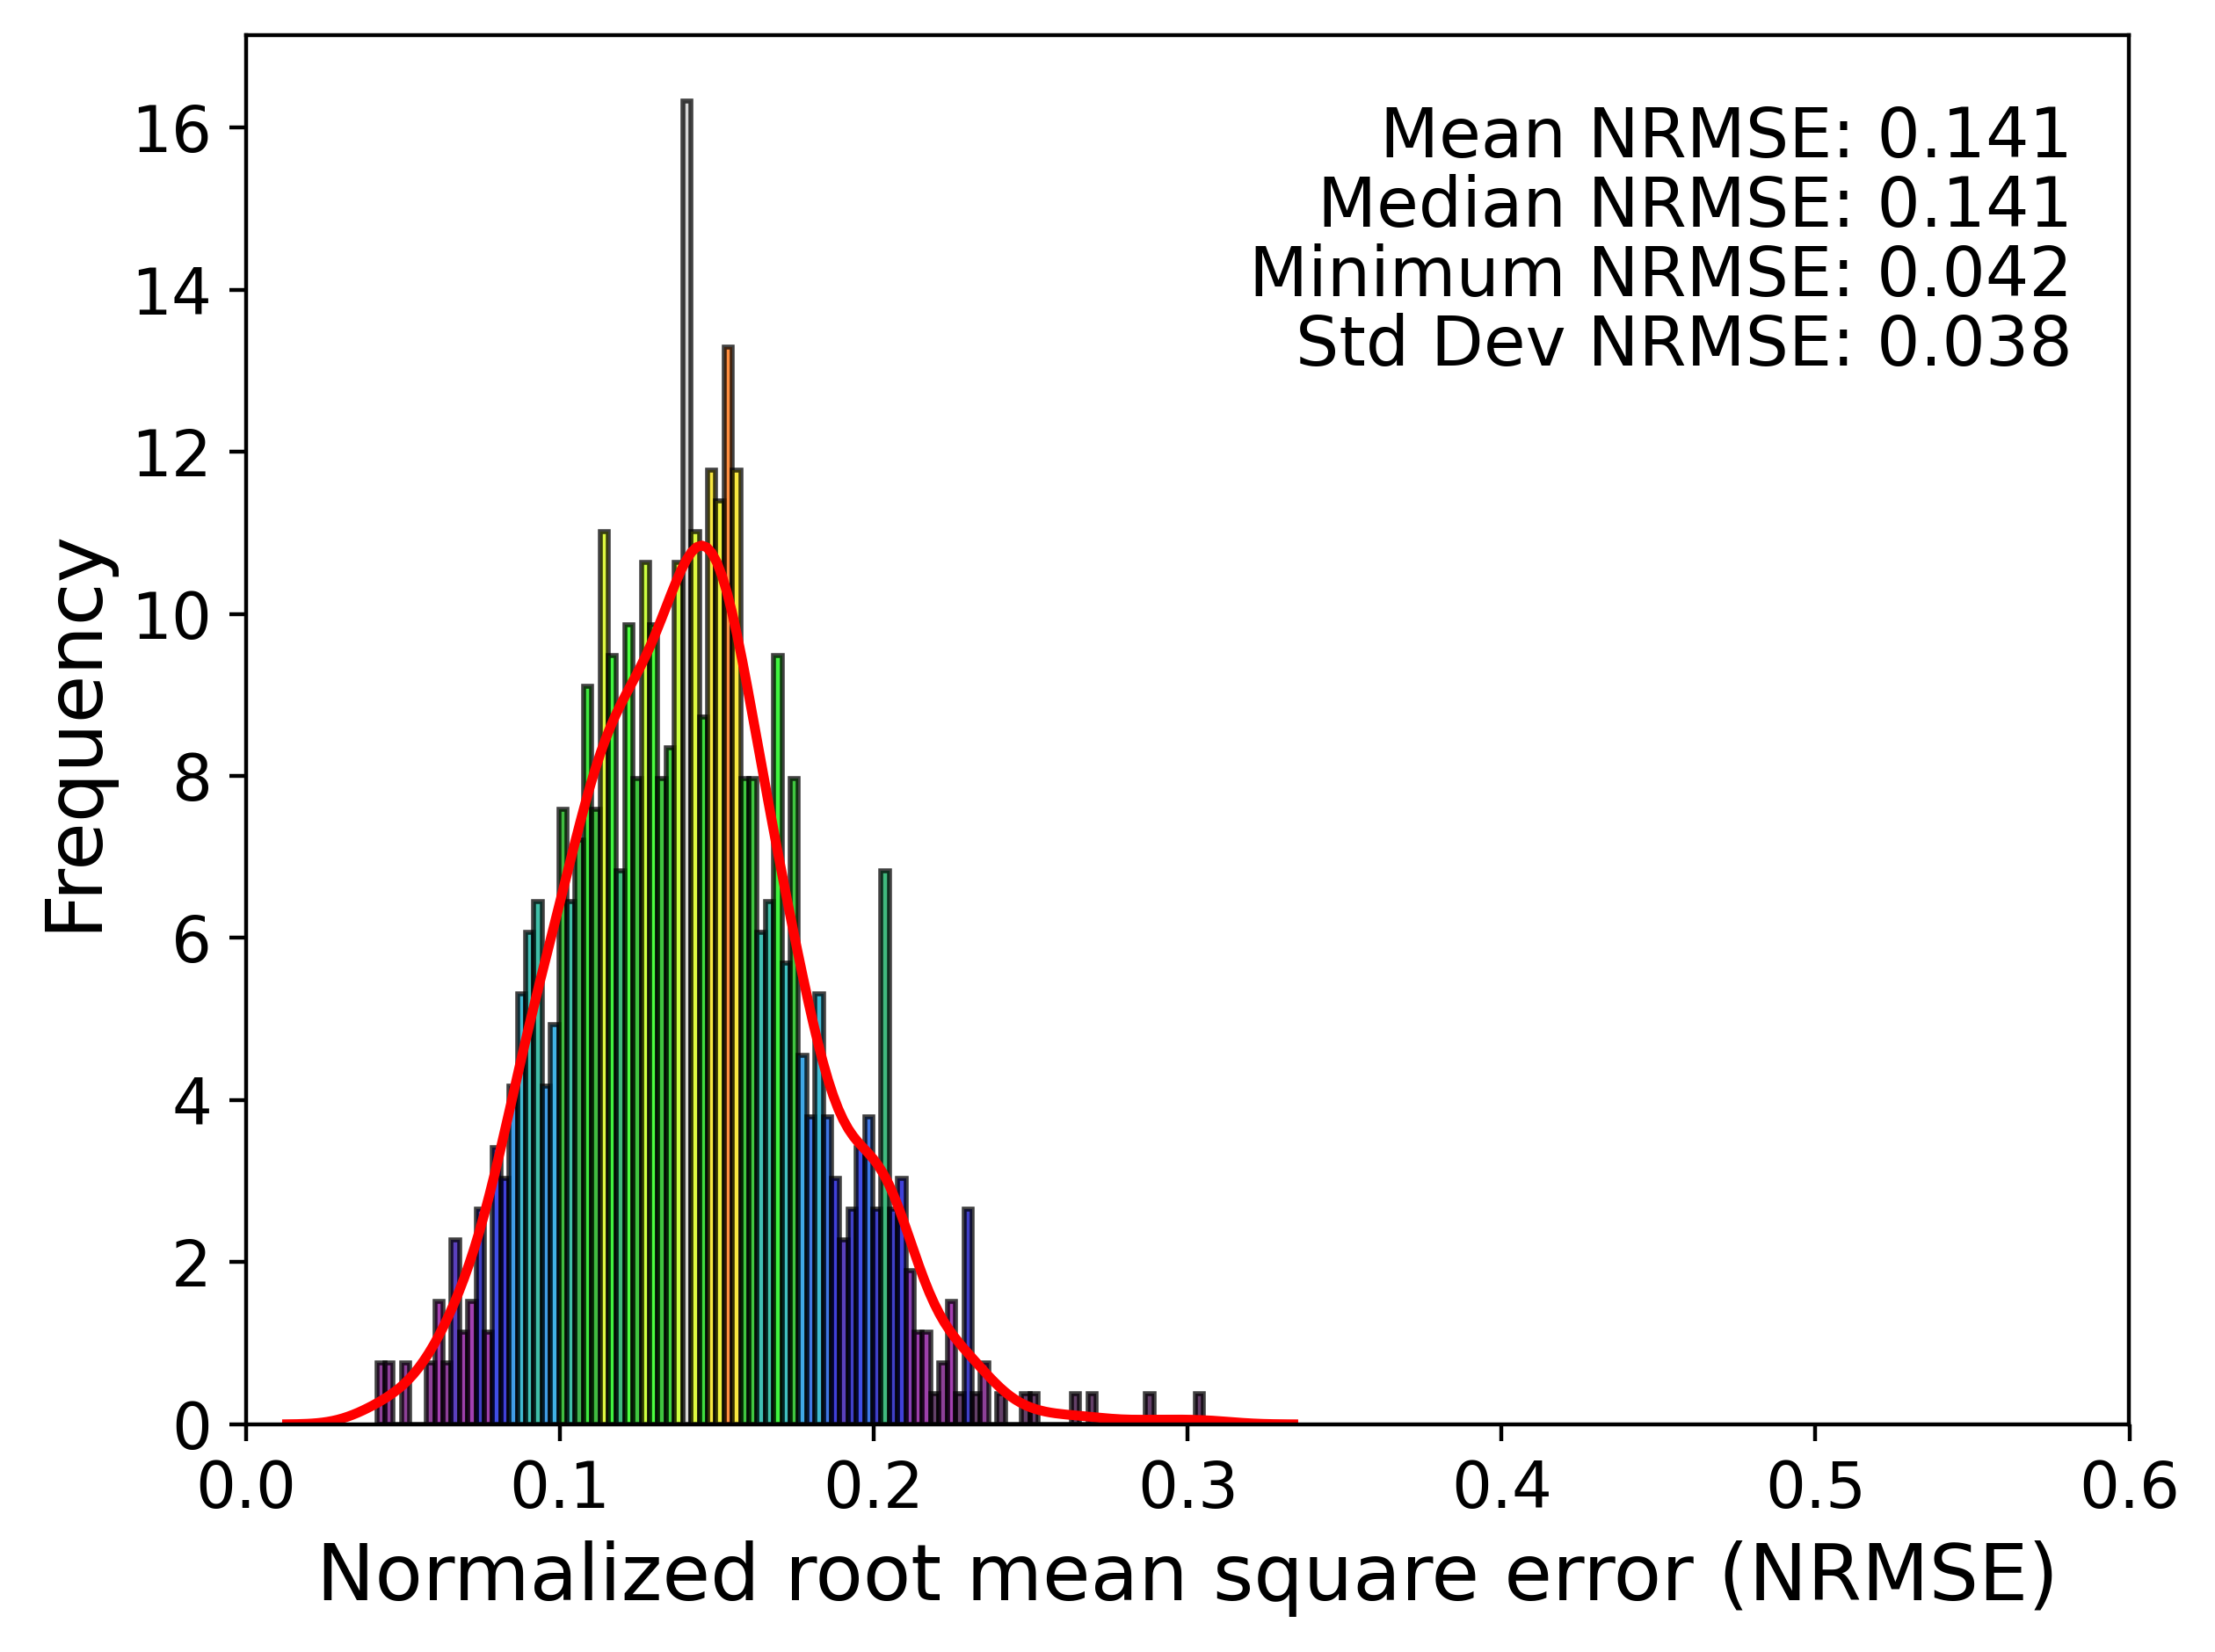 Mean NRMSE: 0.141
Median NRMSE: 0.141
Minimum NRMSE: 0.042
Std Dev NRMSE: 0.038
Frequency
16
14
12
10
8
6
4
2
0
0.0 0.1 0.2 0.3 0.4 0.5 0.6
Normalized root mean square error (NRMSE)